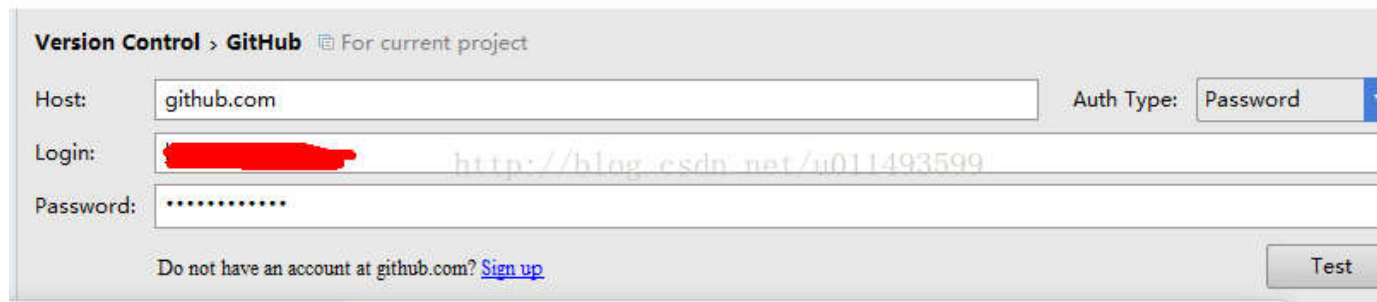 Version Control › GitHub For current project
Host: github.com Auth Type: Password
Login:
http://blog.csdn.net/u011493599
Password: ••••••••••••
Do not have an account at github.com? Sign up
Test